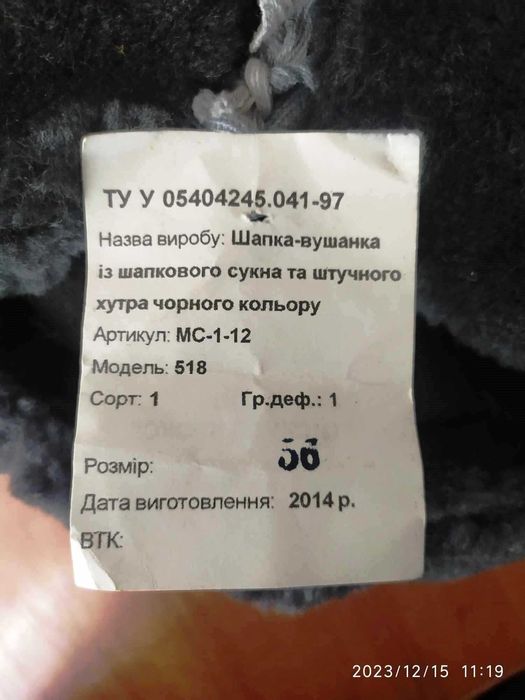 ТУ У 05404245.041-97
Назва виробу: Шапка-вушанка
із шапкового сукна та штучного
хутра чорного кольору
Артикул: МС-1-12
Модель: 518
Сорт: 1 Гр.деф.: 1
Розмір: 56
Дата виготовлення: 2014 р.
ВТК:
2023/12/15 11:19